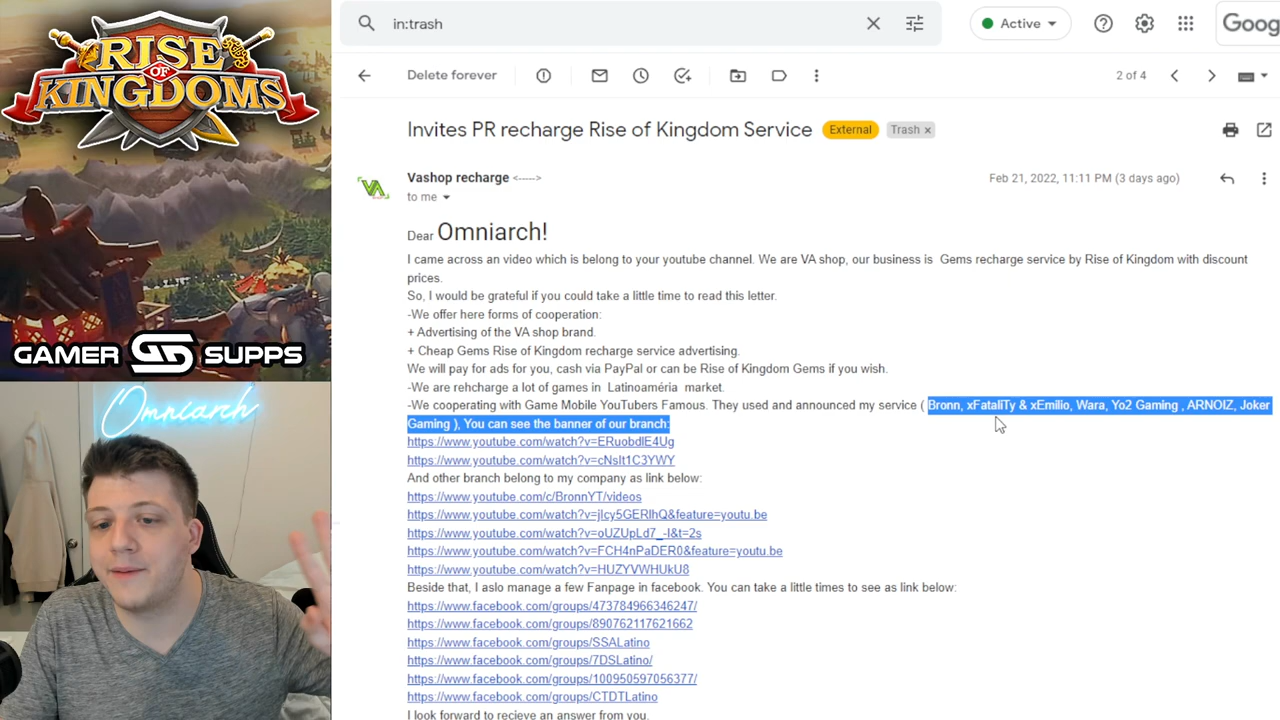 RISE
OF
KINGDOMS
GAMER GS SUPPS
Omniarch
in:trash
Active
Goog
Delete forever
2 of 4
Invites PR recharge Rise of Kingdom Service
External
Trash ×
VA
Vashop recharge <----->
Feb 21, 2022, 11:11 PM (3 days ago)
to me
Dear Omniarch!
I came across an video which is belong to your youtube channel. We are VA shop, our business is Gems recharge service by Rise of Kingdom with discount
prices.
So, I would be grateful if you could take a little time to read this letter.
-We offer here forms of cooperation:
+ Advertising of the VA shop brand.
+ Cheap Gems Rise of Kingdom recharge service advertising.
We will pay for ads for you, cash via PayPal or can be Rise of Kingdom Gems if you wish.
-We are rehcharge a lot of games in Latinoaméria market.
-We cooperating with Game Mobile YouTubers Famous. They used and announced my service ( Bronn, xFataliTy & xEmilio, Wara, Yo2 Gaming , ARNOIZ, Joker
Gaming ), You can see the banner of our branch:
https://www.youtube.com/watch?v=ERuobdlE4Ug
https://www.youtube.com/watch?v=cNsIt1C3YWY
And other branch belong to my company as link below:
https://www.youtube.com/c/BronnYT/videos
https://www.youtube.com/watch?v=jIcy5GERIhQ&feature=youtu.be
https://www.youtube.com/watch?v=oUZUpLd7_-I&t=2s
https://www.youtube.com/watch?v=FCH4nPaDER0&feature=youtu.be
https://www.youtube.com/watch?v=HUZYVWHUkU8
Beside that, I aslo manage a few Fanpage in facebook. You can take a little times to see as link below:
https://www.facebook.com/groups/473784966346247/
https://www.facebook.com/groups/890762117621662
https://www.facebook.com/groups/SSALatino
https://www.facebook.com/groups/7DSLatino/
https://www.facebook.com/groups/100950597056377/
https://www.facebook.com/groups/CTDTLatino
I look forward to recieve an answer from you.